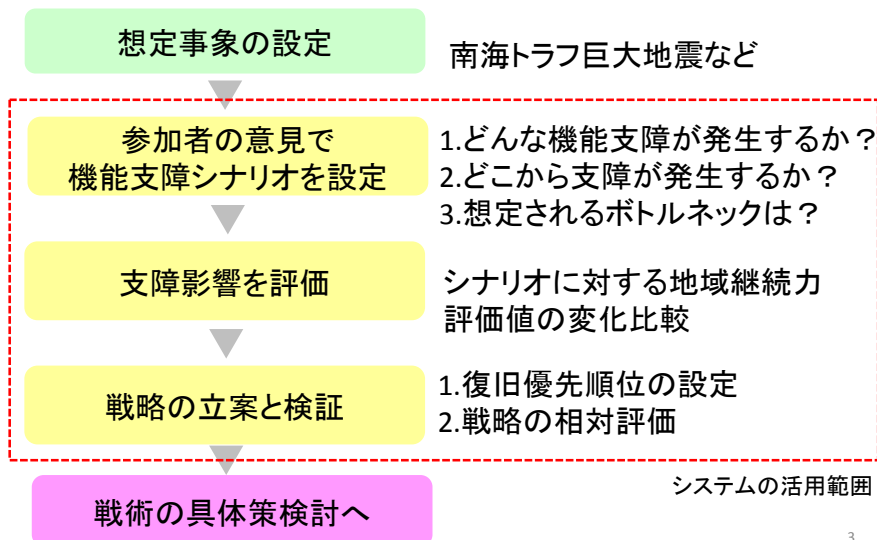 想定事象の設定
南海トラフ巨大地震など
参加者の意見で
機能支障シナリオを設定
1.どんな機能支障が発生するか？
2.どこから支障が発生するか？
3.想定されるボトルネックは？
支障影響を評価
シナリオに対する地域継続力
評価値の変化比較
戦略の立案と検証
1.復旧優先順位の設定
2.戦略の相対評価
システムの活用範囲
戦術の具体策検討へ
3